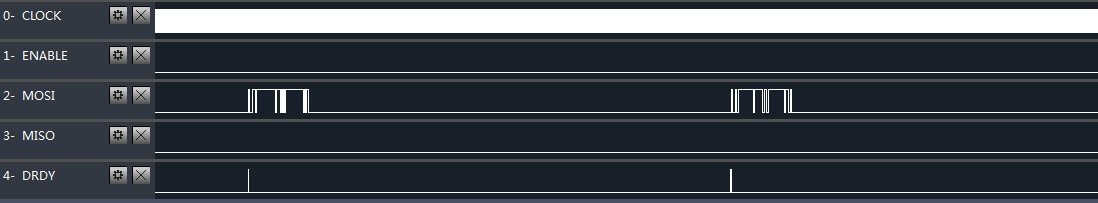 0- CLOCK
1- ENABLE
2- MOSI
3- MISO
4- DRDY